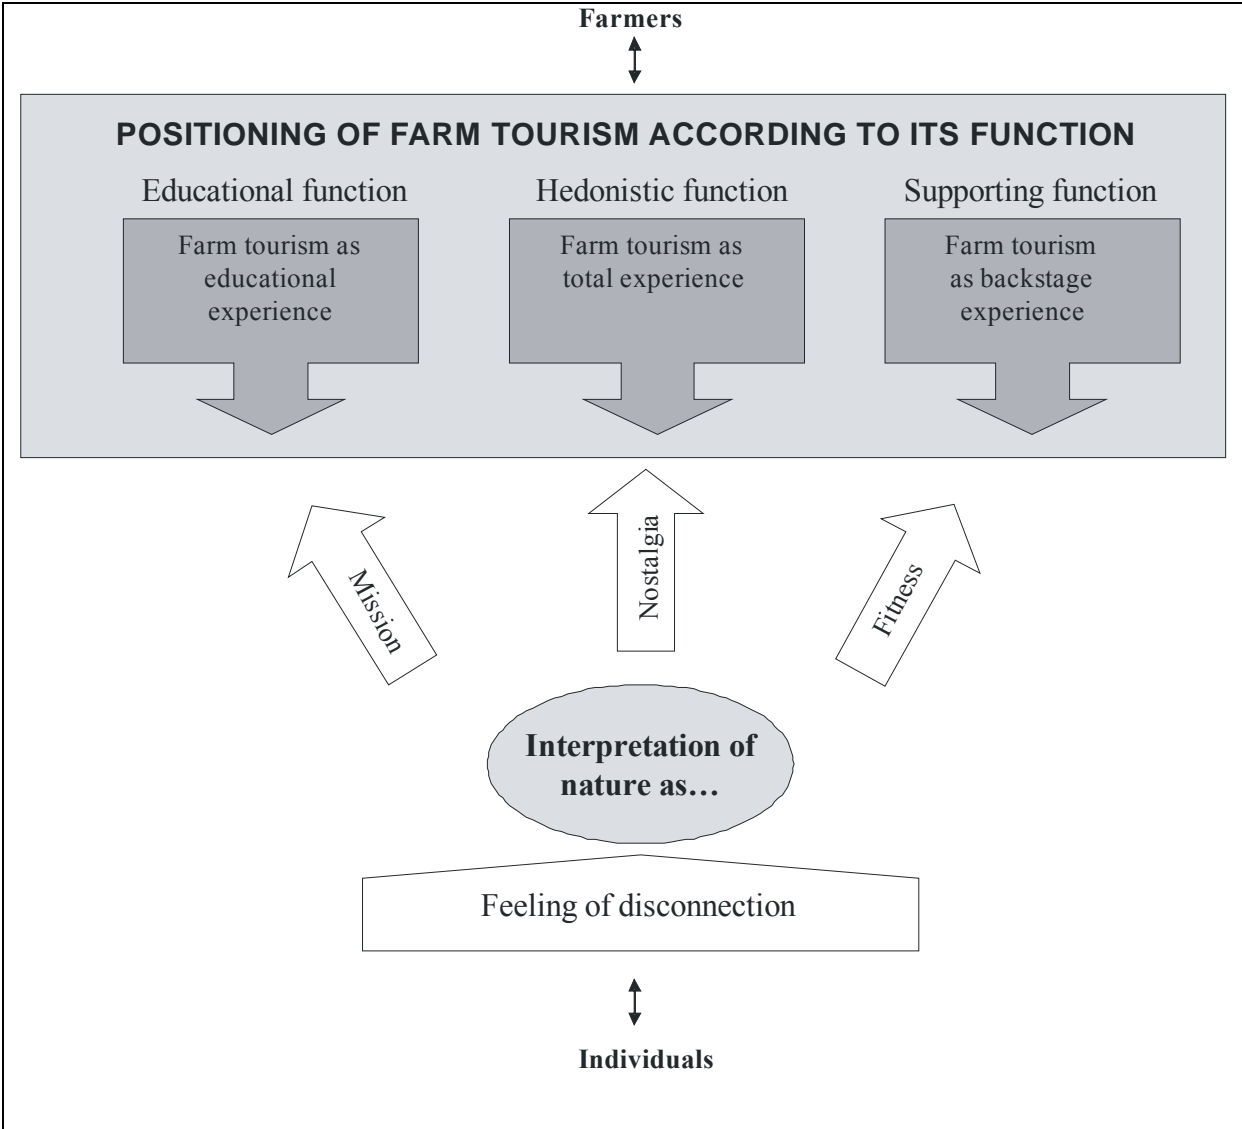 Farmers
POSITIONING OF FARM TOURISM ACCORDING TO ITS FUNCTION
Educational function
Farm tourism as
educational
experience
Hedonistic function
Farm tourism as
total experience
Supporting function
Farm tourism
as backstage
experience
Mission
Nostalgia
Fitness
Interpretation of
nature as…
Feeling of disconnection
Individuals